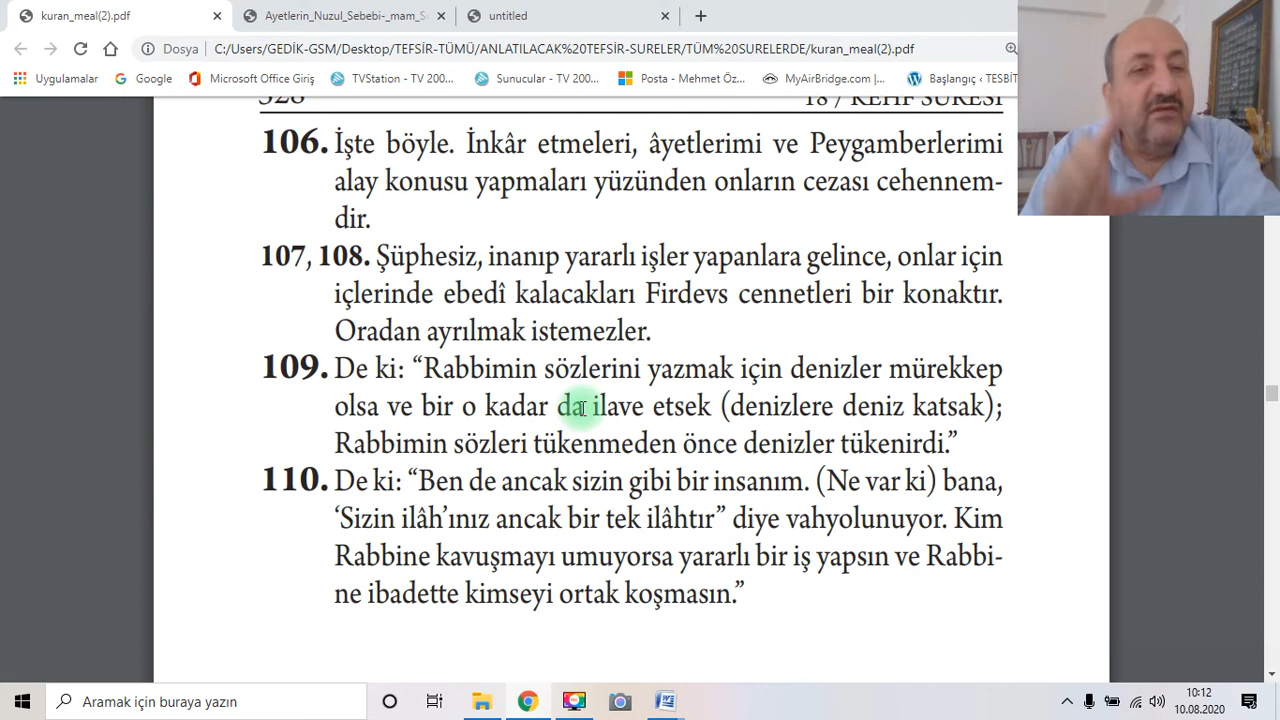 kuran_meal(2).pdf
Ayetlerin_Nuzul_Sebebi-_mam_S
untitled
Dosya
C:/Users/GEDİK-GSM/Desktop/TEFSİR-TÜMÜ/ANLATILACAK%20TEFSİR-SURELER/TÜM%20SURELERDE/kuran_meal(2).pdf
Uygulamalar
Google
Microsoft Office Giriş
TVStation - TV 200...
Sunucular - TV 200...
Posta - Mehmet Öz...
MyAirBridge.com |...
Başlangıç ‹ TESBİT
18 / KEHF SÛRESİ
106. İşte böyle. İnkâr etmeleri, âyetlerimi ve Peygamberlerimi
alay konusu yapmaları yüzünden onların cezası cehennem-
dir.
107, 108. Şüphesiz, inanıp yararlı işler yapanlara gelince, onlar için
içlerinde ebedî kalacakları Firdevs cennetleri bir konaktır.
Oradan ayrılmak istemezler.
109. De ki: “Rabbimin sözlerini yazmak için denizler mürekkep
olsa ve bir o kadar da ilave etsek (denizlere deniz katsak);
Rabbimin sözleri tükenmeden önce denizler tükenirdi.”
110. De ki: “Ben de ancak sizin gibi bir insanım. (Ne var ki) bana,
‘Sizin ilâh’ınız ancak bir tek ilâhtır” diye vahyolunuyor. Kim
Rabbine kavuşmayı umuyorsa yararlı bir iş yapsın ve Rabbi-
ne ibadette kimseyi ortak koşmasın.”
Aramak için buraya yazın
10:12
10.08.2020